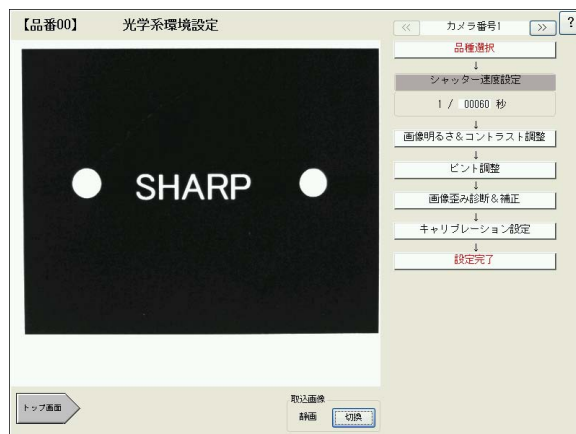 【品番00】 光学系環境設定
<< カメラ番号1 >> ?
品種選択
↓
シャッター速度設定
1 / 00060 秒
↓
画像明るさ&コントラスト調整
↓
ピント調整
↓
画像歪み診断&補正
↓
キャリブレーション設定
↓
設定完了
SHARP
トップ画面
取込画像
静画 切換